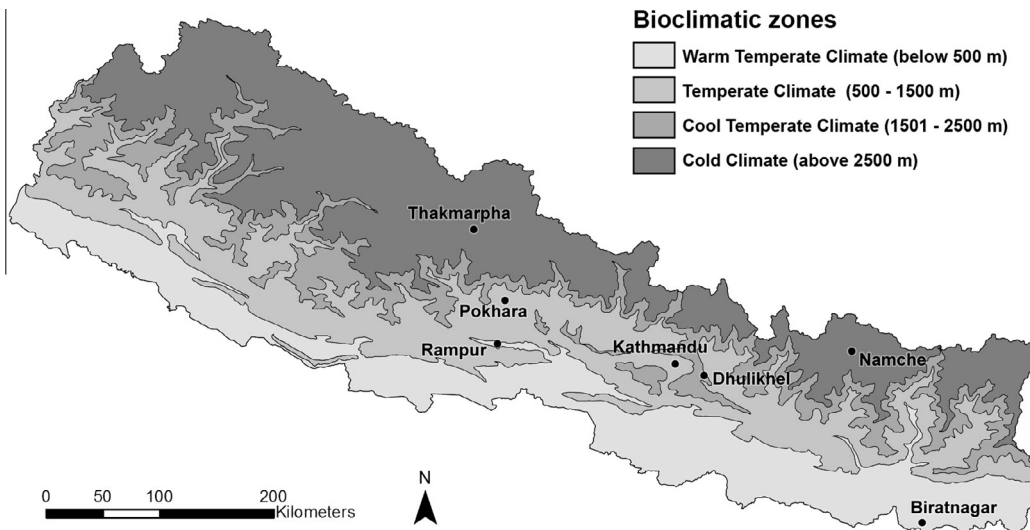 Bioclimatic zones
Warm Temperate Climate (below 500 m)
Temperate Climate (500 - 1500 m)
Cool Temperate Climate (1501 - 2500 m)
Cold Climate (above 2500 m)
Thakmarpha
Pokhara
Rampur
Kathmandu
Namche
Dhulikhel
N
0 50 100 200
Kilometers
Biratnagar